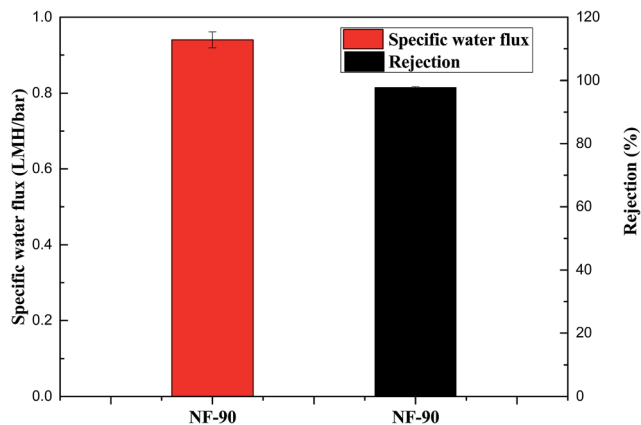 Specific water flux (LMH/bar)
1.0
0.8
0.6
0.4
0.2
0.0
Specific water flux
Rejection
NF-90
NF-90
120
100
80
60
40
20
0
Rejection (%)